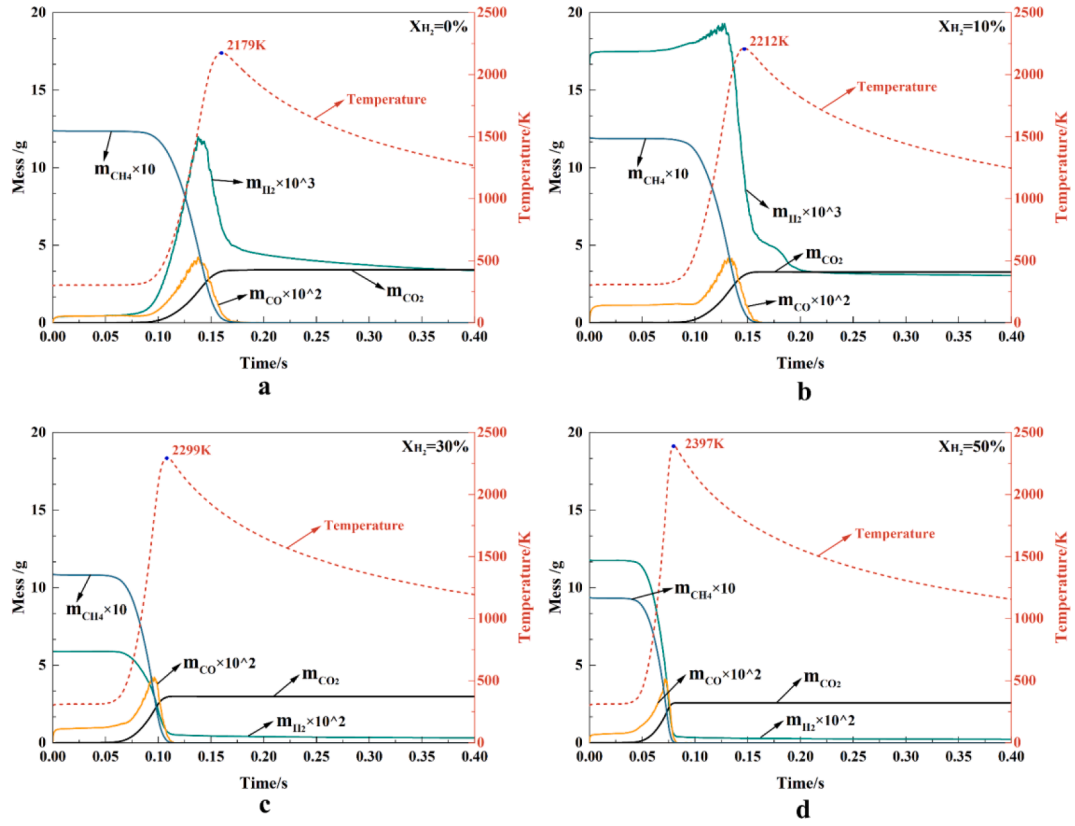 20
15
10
5
0
Mess /g
X_H₂=0%
2179K
Temperature
m_CH4×10
m_H2×10^3
m_CO2
m_CO×10^2
2500
2000
1500
1000
500
0
Temperature/K
0.00 0.05 0.10 0.15 0.20 0.25 0.30 0.35 0.40
Time/s
a
20
15
10
5
0
Mess /g
X_H₂=10%
2212K
Temperature
m_CH4×10
m_H2×10^3
m_CO2
m_CO×10^2
2500
2000
1500
1000
500
0
Temperature/K
0.00 0.05 0.10 0.15 0.20 0.25 0.30 0.35 0.40
Time/s
b
20
15
10
5
0
Mess /g
X_H₂=30%
2299K
Temperature
m_CH4×10
m_CO×10^2
m_CO2
m_H2×10^2
2500
2000
1500
1000
500
0
Temperature/K
0.00 0.05 0.10 0.15 0.20 0.25 0.30 0.35 0.40
Time/s
c
20
15
10
5
0
Mess /g
X_H₂=50%
2397K
Temperature
m_CH4×10
m_CO×10^2
m_CO2
m_H2×10^2
2500
2000
1500
1000
500
0
Temperature/K
0.00 0.05 0.10 0.15 0.20 0.25 0.30 0.35 0.40
Time/s
d